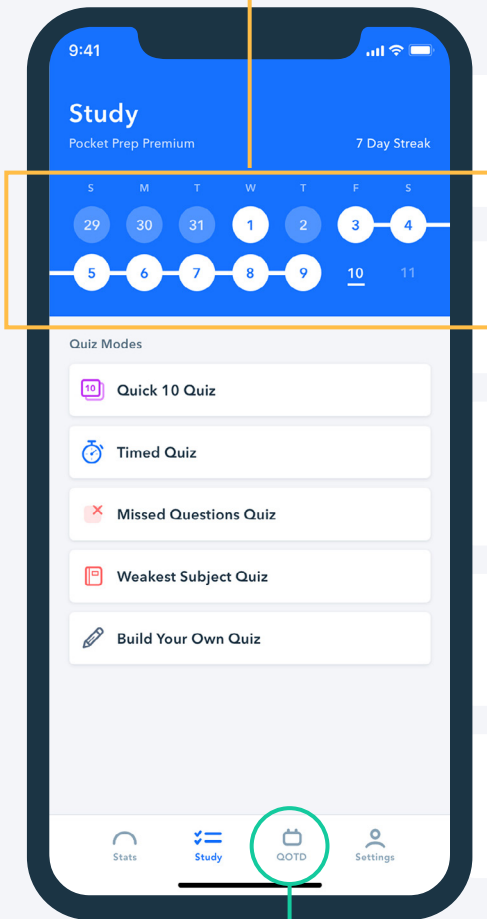 9:41
Study
Pocket Prep Premium 7 Day Streak
S M T W T F S
29 30 31 1 2 3 4
5 6 7 8 9 10 11
Quiz Modes
10 Quick 10 Quiz
Timed Quiz
Missed Questions Quiz
Weakest Subject Quiz
Build Your Own Quiz
Stats Study QOTD Settings